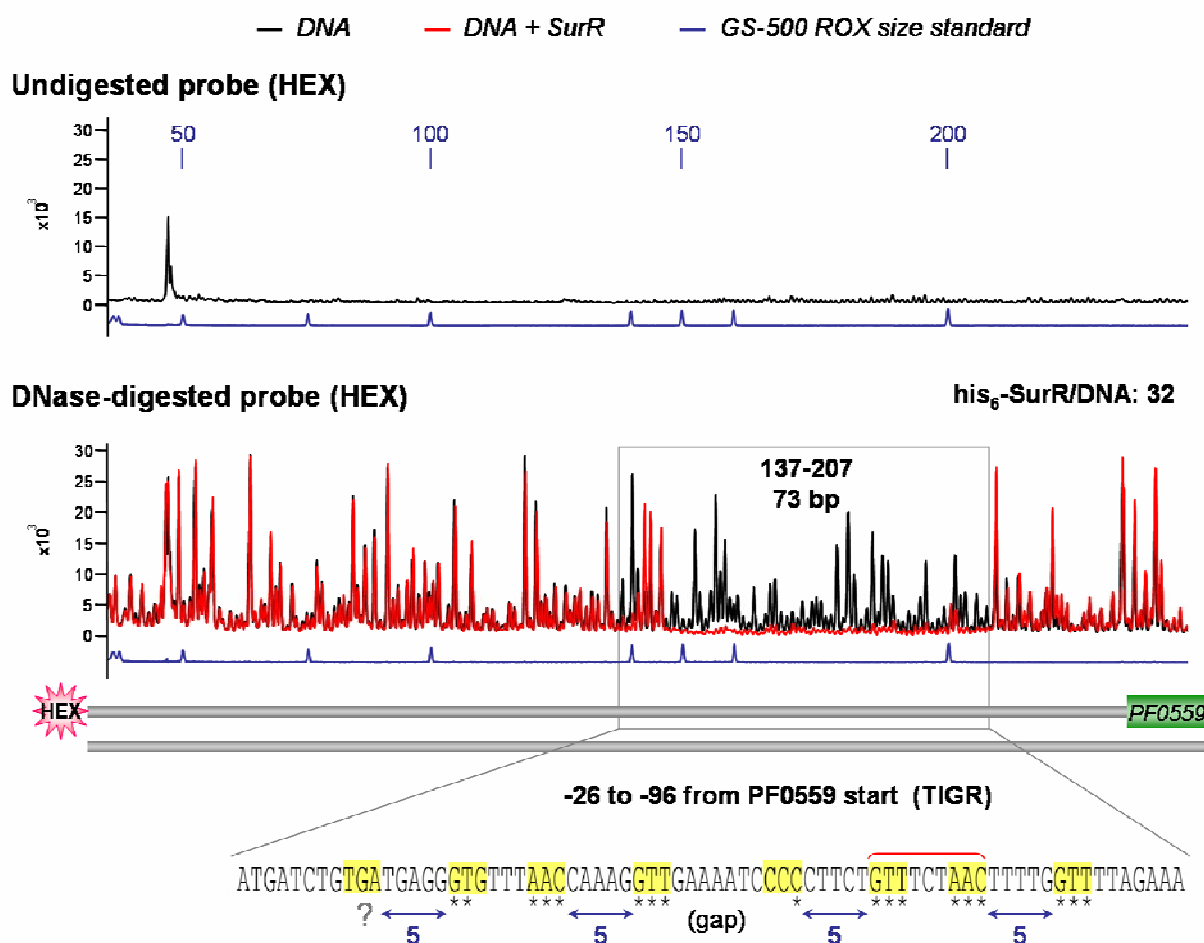 DNA DNA + SurR GS-500 ROX size standard
Undigested probe (HEX)
50 100 150 200
30
25
20
15
10
5
0
x10³
DNase-digested probe (HEX) his₆-SurR/DNA: 32
30
25
20
15
10
5
0
x10³
137-207
73 bp
HEX
PF0559
-26 to -96 from PF0559 start (TIGR)
ATGATCTGTGATGAGGGTGTTTAACCAAAGGTTGAAAATCCCCCTTCTGTTTCTAACTTTTGGTTTTAGAAA
? ** *** *** (gap) * *** *** ***
5 5 5 5